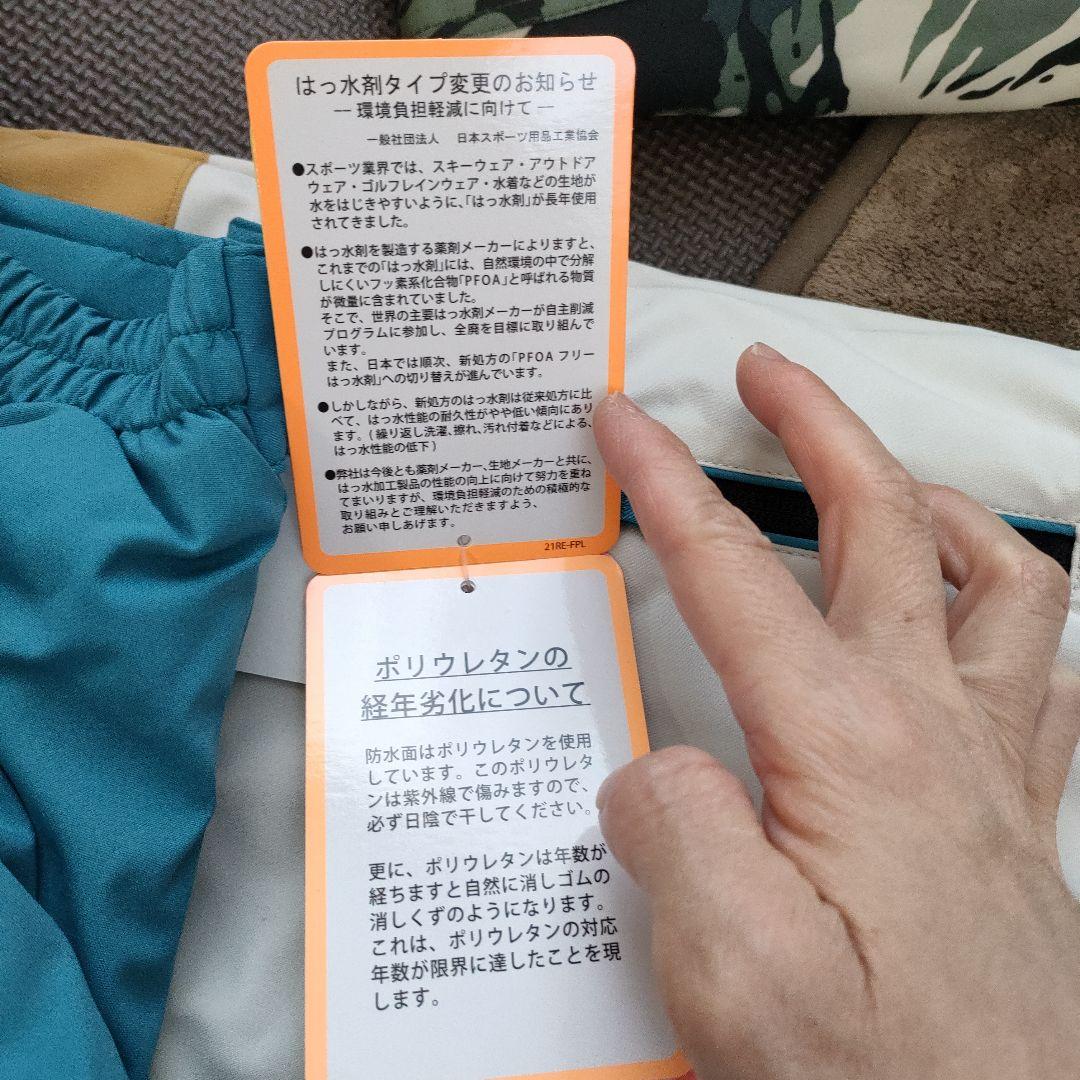 はっ水剤タイプ変更のお知らせ
― 環境負担軽減に向けて ―
一般社団法人　日本スポーツ用品工業協会
●スポーツ業界では、スキーウェア・アウトドア
ウェア・ゴルフレインウェア・水着などの生地が
水をはじきやすいように、「はっ水剤」が長年使用
されてきました。
●はっ水剤を製造する薬剤メーカーによりますと、
これまでの「はっ水剤」には、自然環境の中で分解
しにくいフッ素系化合物「PFOA」と呼ばれる物質
が微量に含まれていました。
そこで、世界の主要はっ水剤メーカーが自主削減
プログラムに参加し、全廃を目標に取り組んで
います。
また、日本では順次、新処方の「PFOA フリー
はっ水剤」への切り替えが進んでいます。
●しかしながら、新処方のはっ水剤は従来処方に比
べて、はっ水性能の耐久性がやや低い傾向にあり
ます。(繰り返し洗濯、擦れ、汚れ付着などによる、
はっ水性能の低下)
●弊社は今後とも薬剤メーカー、生地メーカーと共に、
はっ水加工製品の性能の向上に向けて努力を重ね
てまいりますが、環境負担軽減のための積極的な
取り組みとご理解いただきますよう、
お願い申しあげます。
21RE-FPL
ポリウレタンの
経年劣化について
防水面はポリウレタンを使用
しています。このポリウレタ
ンは紫外線で傷みますので、
必ず日陰で干してください。
更に、ポリウレタンは年数が
経ちますと自然に消しゴムの
消しくずのようになります。
これは、ポリウレタンの対応
年数が限界に達したことを現
します。